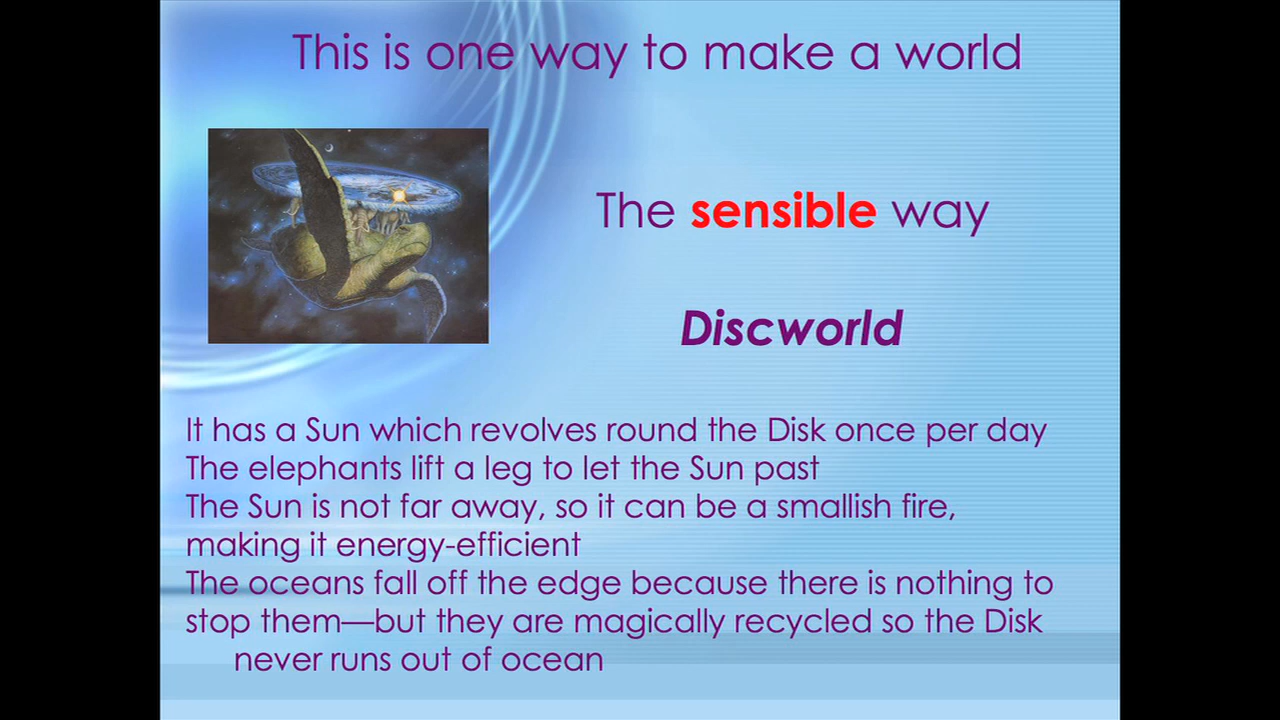 This is one way to make a world
The sensible way
Discworld
It has a Sun which revolves round the Disk once per day
The elephants lift a leg to let the Sun past
The Sun is not far away, so it can be a smallish fire,
making it energy-efficient
The oceans fall off the edge because there is nothing to
stop them—but they are magically recycled so the Disk
never runs out of ocean